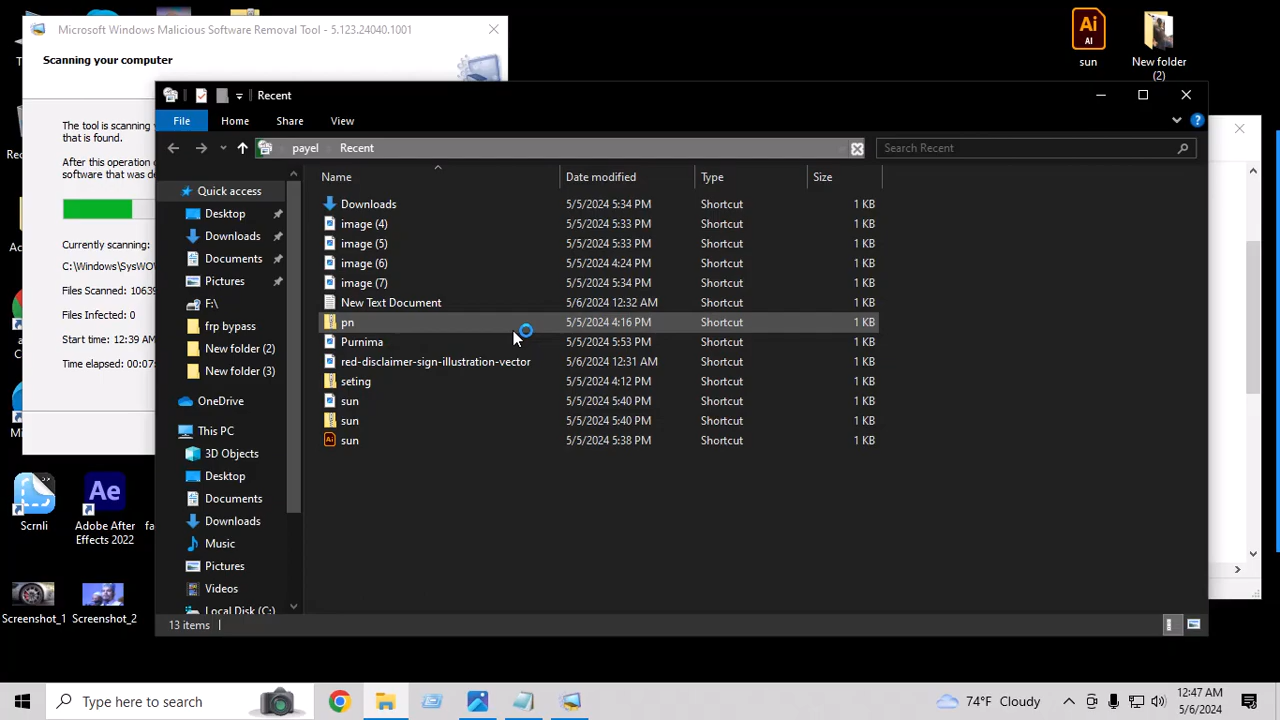 Microsoft Windows Malicious Software Removal Tool - 5.123.24040.1001
Scanning your computer
The tool is scanning
that is found.
After this operation
software that was de
Currently scanning:
C:\Windows\SysWO
Files Scanned: 10639
Files Infected: 0
Start time: 12:39 AM
Time elapsed: 00:07
Ai
AI
sun
New folder
(2)
Recent
File
Home
Share
View
payel
Recent
Search Recent
Name
Date modified
Type
Size
Quick access
Desktop
Downloads
Documents
Pictures
F:\
frp bypass
New folder (2)
New folder (3)
OneDrive
This PC
3D Objects
Desktop
Documents
Downloads
Music
Pictures
Videos
Local Disk (C:)
Downloads 5/5/2024 5:34 PM Shortcut 1 KB
image (4) 5/5/2024 5:33 PM Shortcut 1 KB
image (5) 5/5/2024 5:33 PM Shortcut 1 KB
image (6) 5/5/2024 4:24 PM Shortcut 1 KB
image (7) 5/5/2024 5:34 PM Shortcut 1 KB
New Text Document 5/6/2024 12:32 AM Shortcut 1 KB
pn 5/5/2024 4:16 PM Shortcut 1 KB
Purnima 5/5/2024 5:53 PM Shortcut 1 KB
red-disclaimer-sign-illustration-vector 5/6/2024 12:31 AM Shortcut 1 KB
seting 5/5/2024 4:12 PM Shortcut 1 KB
sun 5/5/2024 5:40 PM Shortcut 1 KB
sun 5/5/2024 5:40 PM Shortcut 1 KB
Ai sun 5/5/2024 5:38 PM Shortcut 1 KB
13 items
Scrnli
Ae
Adobe After
Effects 2022
fa
Screenshot_1
Screenshot_2
Type here to search
74°F Cloudy
12:47 AM
5/6/2024